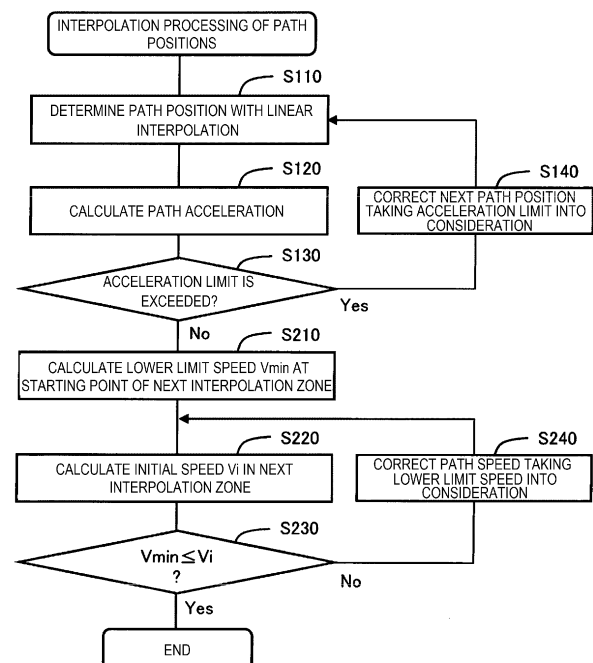 INTERPOLATION PROCESSING OF PATH
POSITIONS
S110
DETERMINE PATH POSITION WITH LINEAR
INTERPOLATION
S120
CALCULATE PATH ACCELERATION
S140
CORRECT NEXT PATH POSITION
TAKING ACCELERATION LIMIT INTO
CONSIDERATION
S130
ACCELERATION LIMIT IS
EXCEEDED?
Yes
No
S210
CALCULATE LOWER LIMIT SPEED Vmin AT
STARTING POINT OF NEXT INTERPOLATION ZONE
S220
CALCULATE INITIAL SPEED Vi IN NEXT
INTERPOLATION ZONE
S240
CORRECT PATH SPEED TAKING
LOWER LIMIT SPEED INTO
CONSIDERATION
S230
Vmin≦Vi
?
No
Yes
END